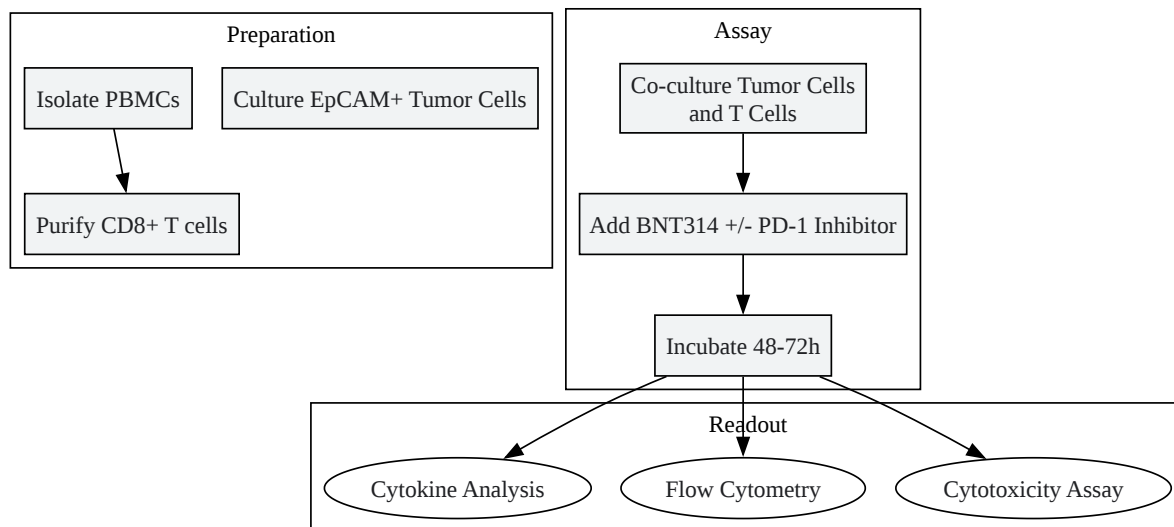 Preparation
Isolate PBMCs
Culture EpCAM+ Tumor Cells
Purify CD8+ T cells
Assay
Co-culture Tumor Cells
and T Cells
Add BNT314 +/- PD-1 Inhibitor
Incubate 48-72h
Readout
Cytokine Analysis
Flow Cytometry
Cytotoxicity Assay